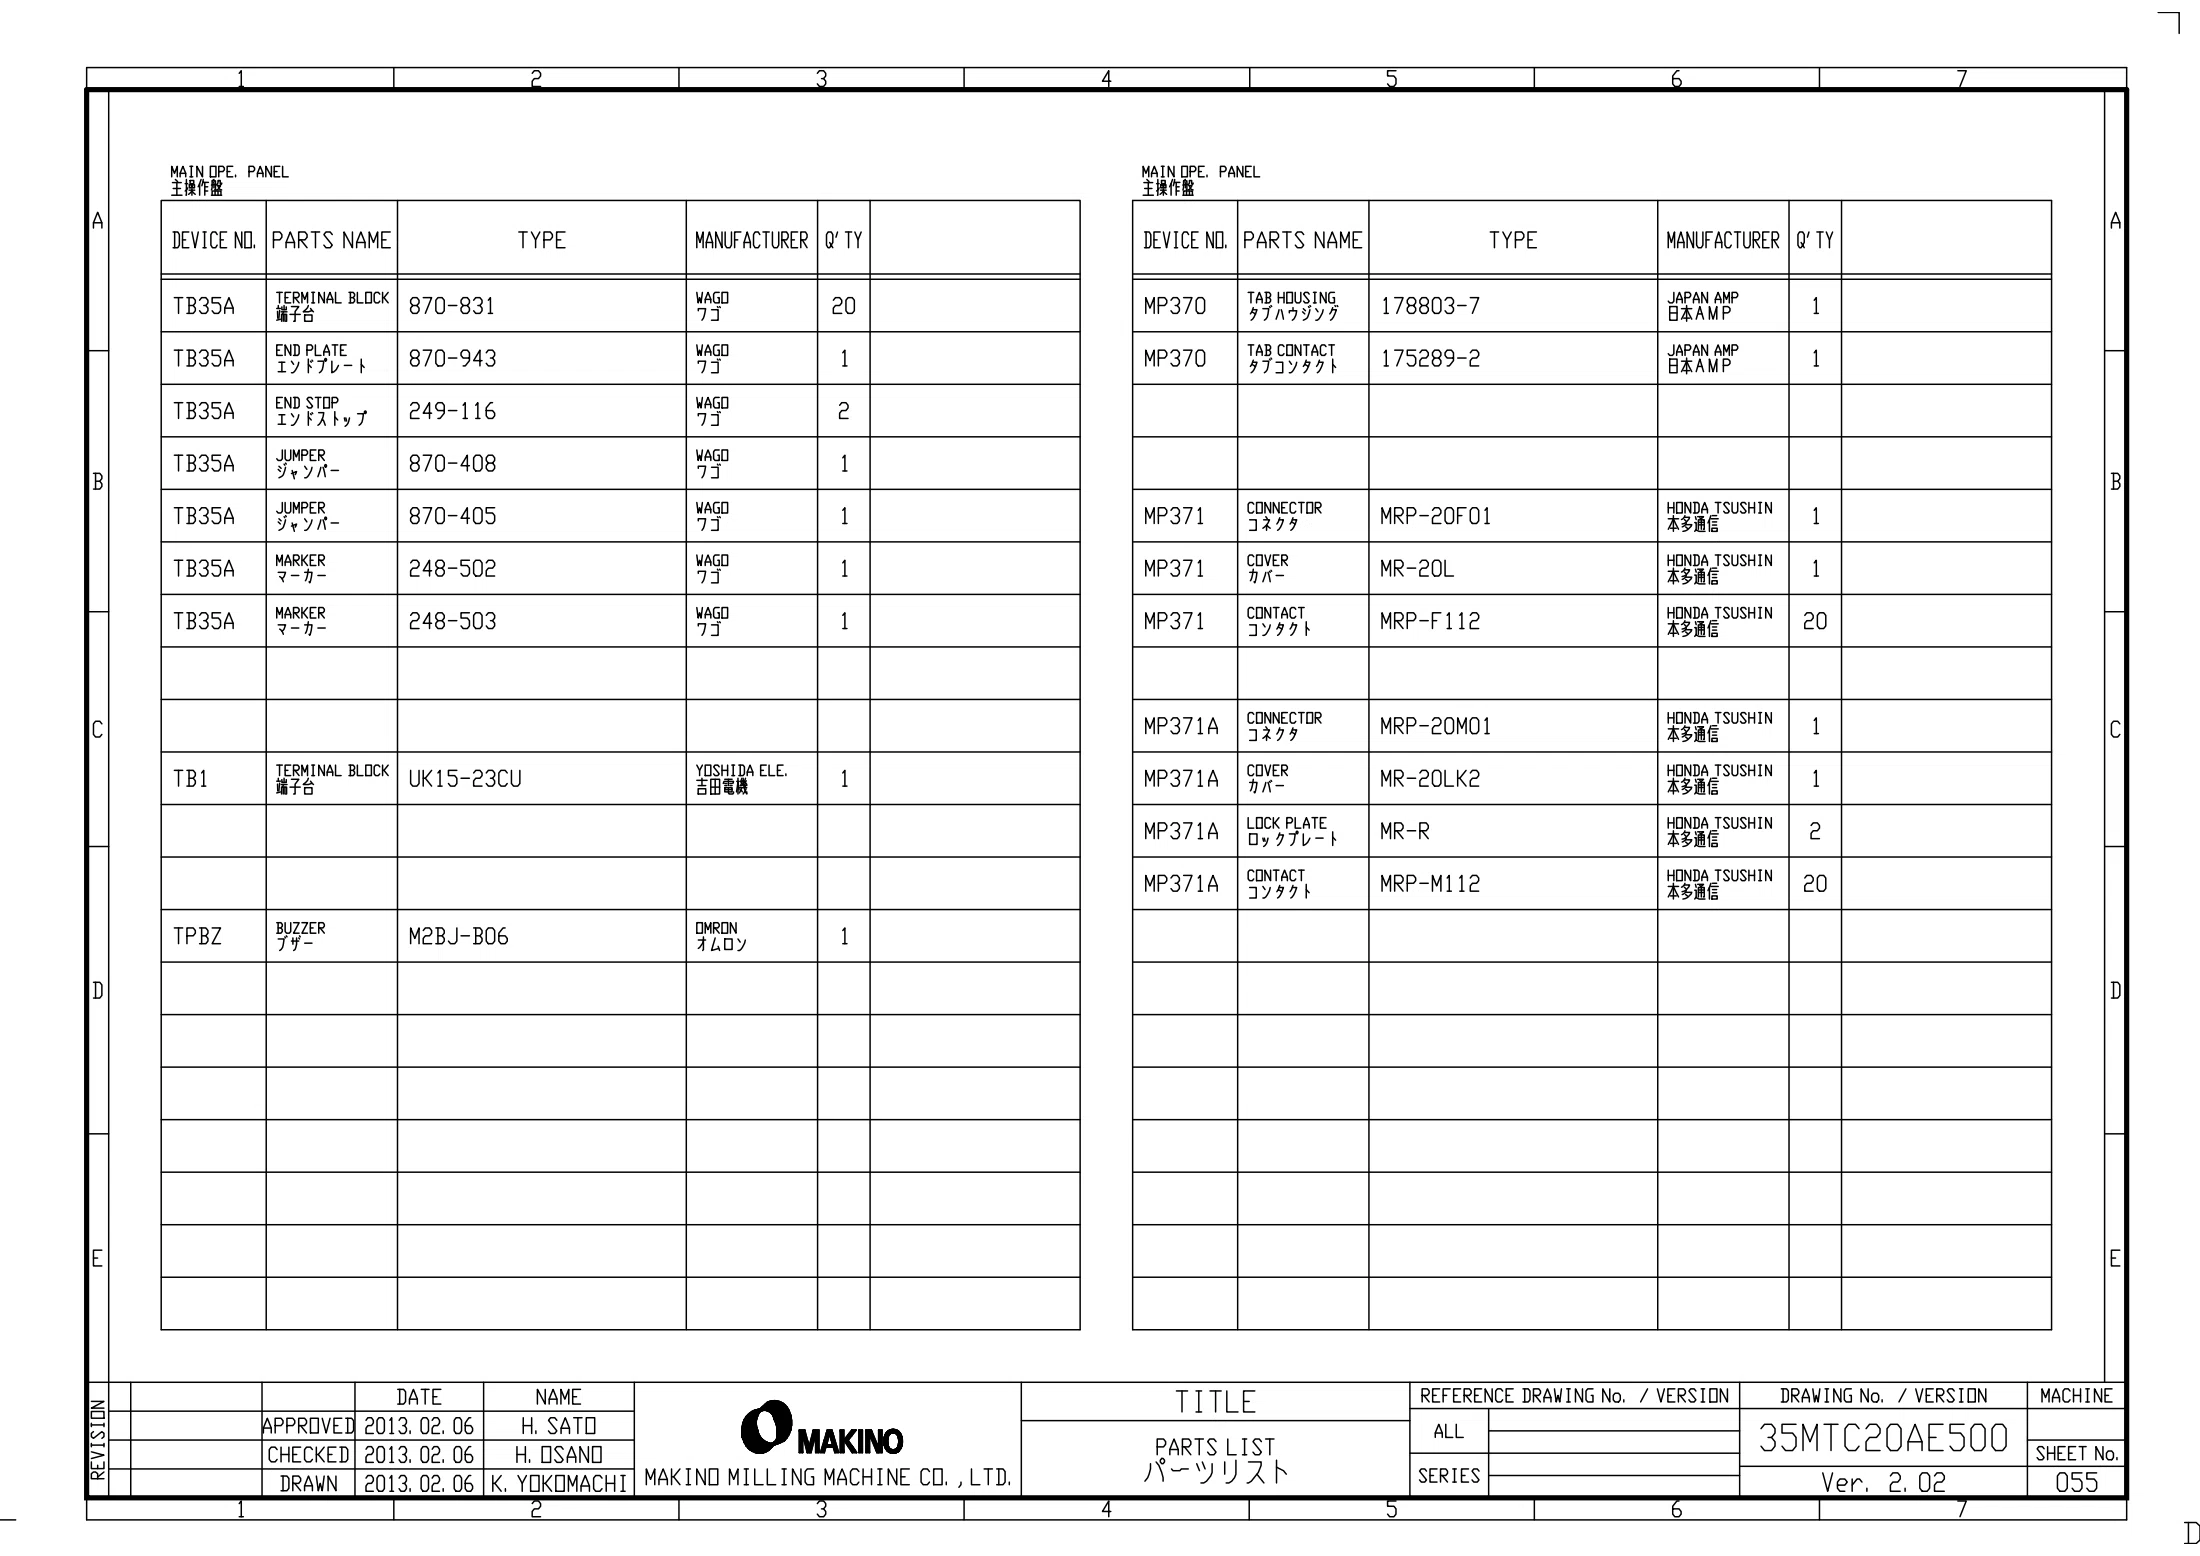 1 2 3 4 5 6 7
MAIN OPE. PANEL
主操作盤
DEVICE NO. PARTS NAME TYPE MANUFACTURER Q'TY
TB35A TERMINAL BLOCK 870-831 WAGO 20
端子台 ワゴ
TB35A END PLATE 870-943 WAGO 1
エンドプレート ワゴ
TB35A END STOP 249-116 WAGO 2
エンドストップ ワゴ
TB35A JUMPER 870-408 WAGO 1
ジャンパー ワゴ
TB35A JUMPER 870-405 WAGO 1
ジャンパー ワゴ
TB35A MARKER 248-502 WAGO 1
マーカー ワゴ
TB35A MARKER 248-503 WAGO 1
マーカー ワゴ
TB1 TERMINAL BLOCK UK15-23CU YOSHIDA ELE. 1
端子台 吉田電機
TPBZ BUZZER M2BJ-B06 OMRON 1
ブザー オムロン
MAIN OPE. PANEL
主操作盤
DEVICE NO. PARTS NAME TYPE MANUFACTURER Q'TY
MP370 TAB HOUSING 178803-7 JAPAN AMP 1
タブハウジング 日本AMP
MP370 TAB CONTACT 175289-2 JAPAN AMP 1
タブコンタクト 日本AMP
MP371 CONNECTOR MRP-20F01 HONDA TSUSHIN 1
コネクタ 本多通信
MP371 COVER MR-20L HONDA TSUSHIN 1
カバー 本多通信
MP371 CONTACT MRP-F112 HONDA TSUSHIN 20
コンタクト 本多通信
MP371A CONNECTOR MRP-20M01 HONDA TSUSHIN 1
コネクタ 本多通信
MP371A COVER MR-20LK2 HONDA TSUSHIN 1
カバー 本多通信
MP371A LOCK PLATE MR-R HONDA TSUSHIN 2
ロックプレート 本多通信
MP371A CONTACT MRP-M112 HONDA TSUSHIN 20
コンタクト 本多通信
A A
B B
C C
D D
E E
REVISION
DATE NAME
APPROVED 2013.02.06 H. SATO
CHECKED 2013.02.06 H. OSANO
DRAWN 2013.02.06 K. YOKOMACHI
MAKINO
MAKINO MILLING MACHINE CO.,LTD.
TITLE
PARTS LIST
パーツリスト
REFERENCE DRAWING No. / VERSION
ALL
SERIES
DRAWING No. / VERSION
35MTC20AE500
Ver. 2.02
MACHINE
SHEET No.
055
1 2 3 4 5 6 7
D